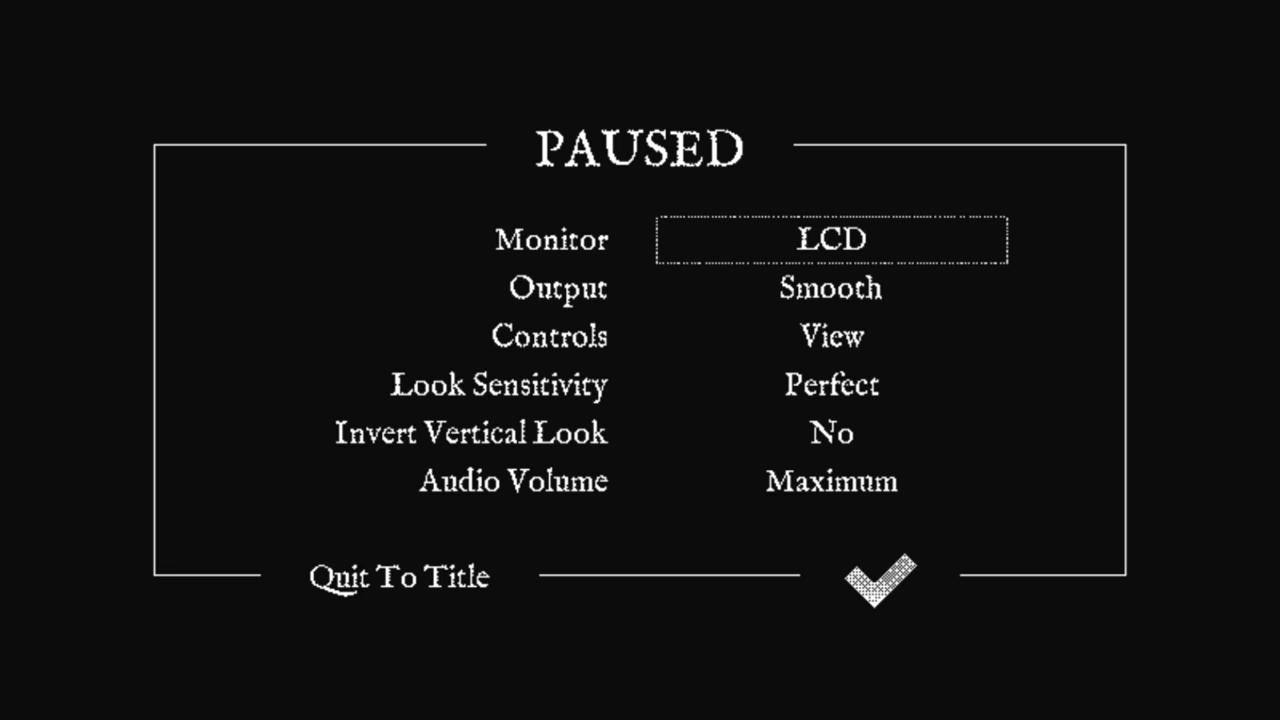 PAUSED
Monitor LCD
Output Smooth
Controls View
Look Sensitivity Perfect
Invert Vertical Look No
Audio Volume Maximum
Quit To Title